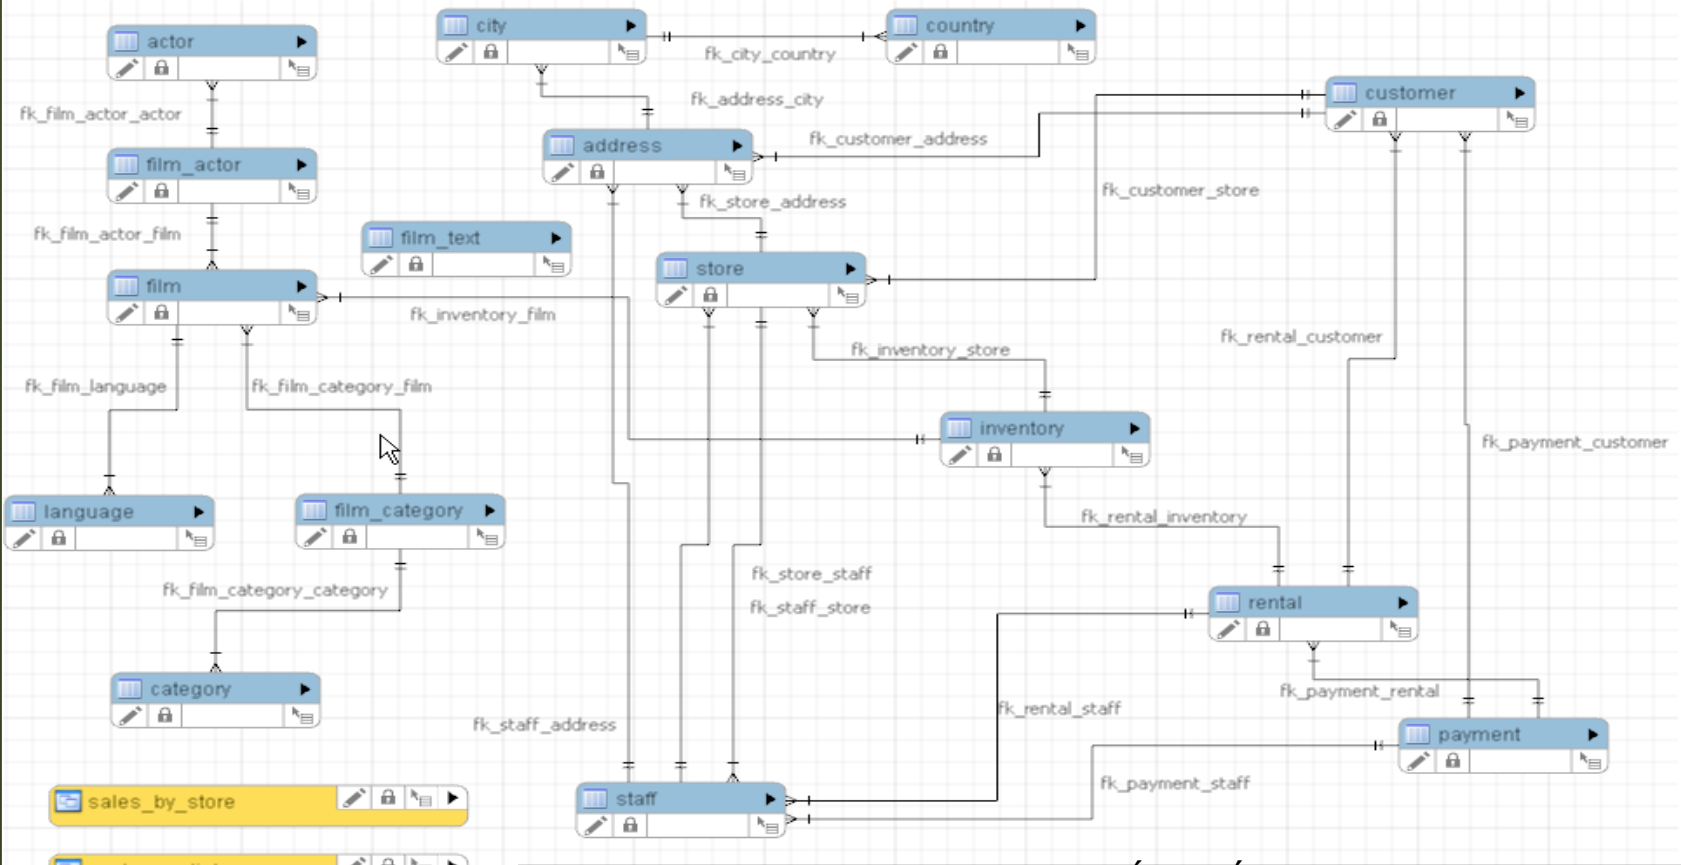 city
country
actor
fk_city_country
customer
fk_film_actor_actor
fk_address_city
fk_customer_address
address
film_actor
fk_customer_store
fk_store_address
fk_film_actor_film
film_text
store
film
fk_inventory_film
fk_rental_customer
fk_inventory_store
fk_film_language
fk_film_category_film
inventory
fk_payment_customer
language
film_category
fk_rental_inventory
fk_store_staff
fk_film_category_category
rental
fk_staff_store
category
fk_payment_rental
fk_rental_staff
fk_staff_address
payment
fk_payment_staff
sales_by_store
staff